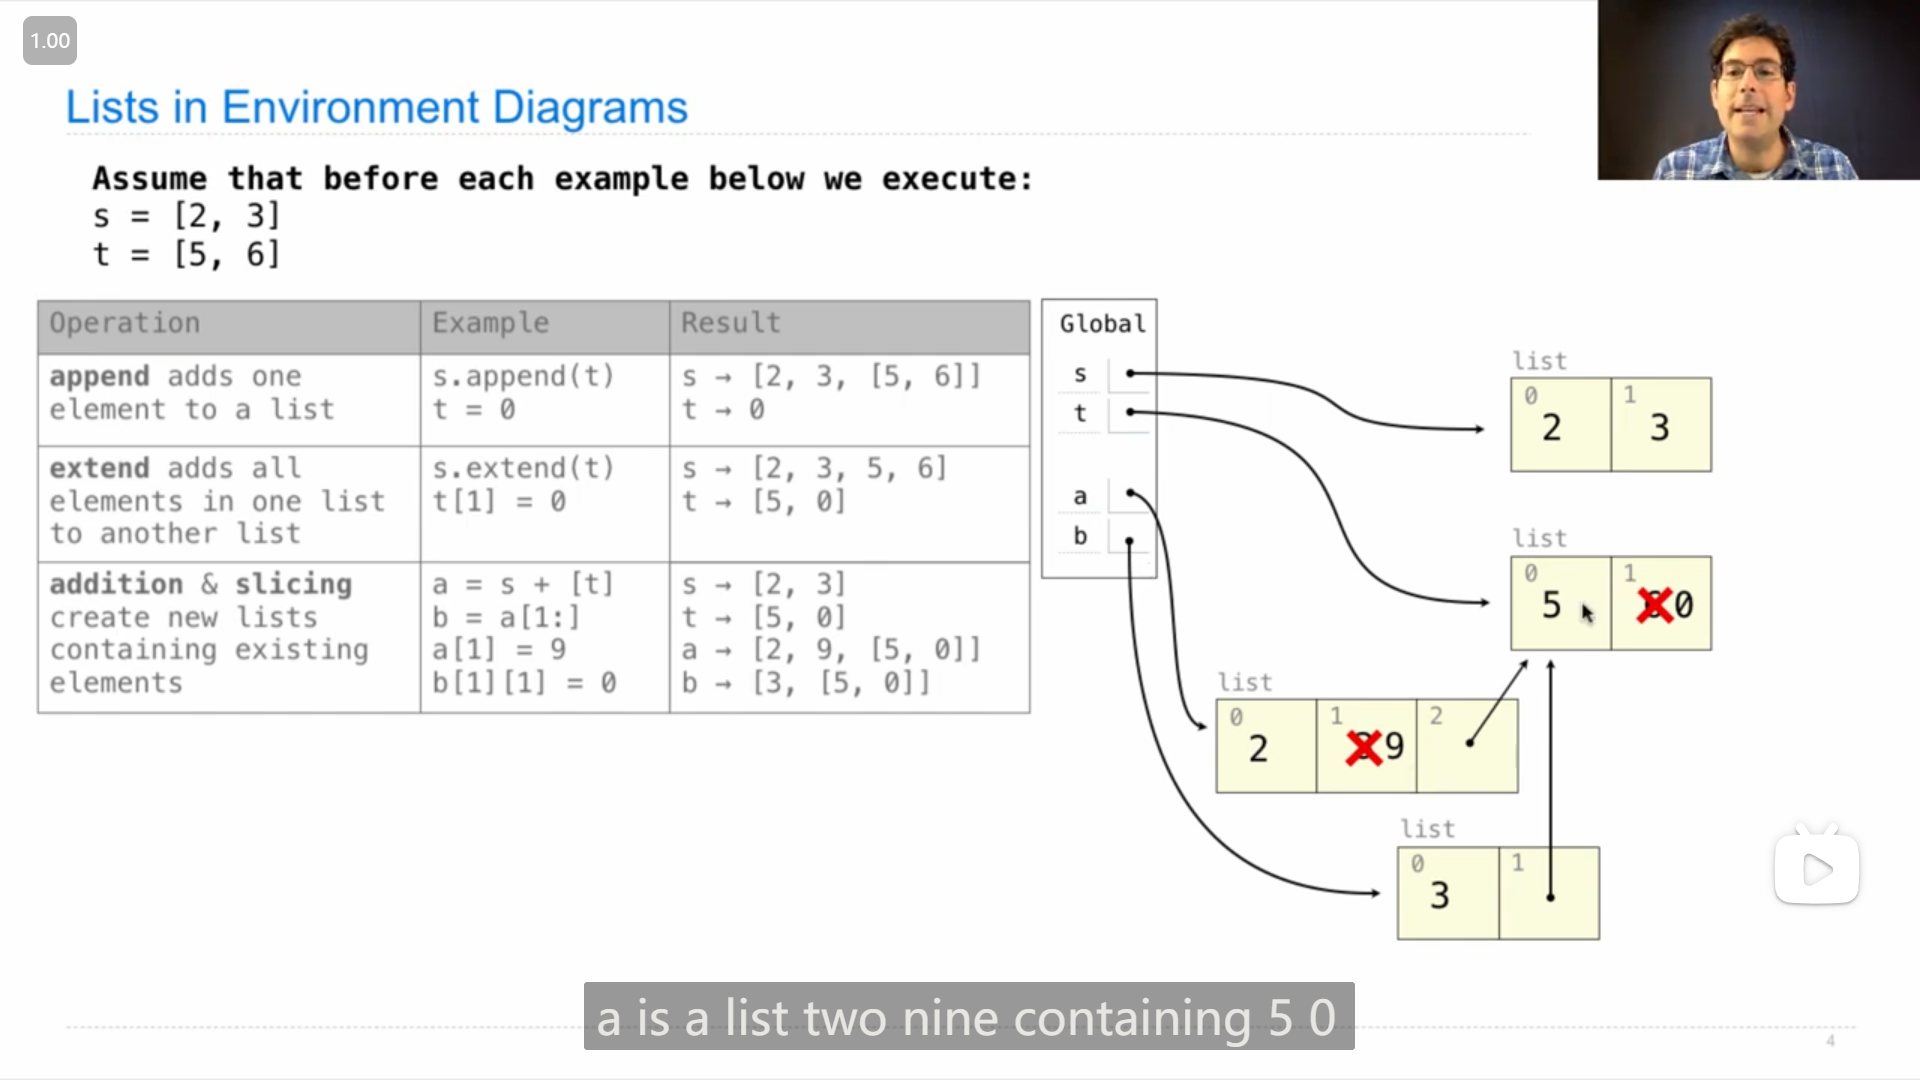 1.00
Lists in Environment Diagrams
Assume that before each example below we execute:
s = [2, 3]
t = [5, 6]
Operation Example Result
append adds one element to a list
s.append(t)
t = 0
s → [2, 3, [5, 6]]
t → 0
extend adds all elements in one list to another list
s.extend(t)
t[1] = 0
s → [2, 3, 5, 6]
t → [5, 0]
addition & slicing create new lists containing existing elements
a = s + [t]
b = a[1:]
a[1] = 9
b[1][1] = 0
s → [2, 3]
t → [5, 0]
a → [2, 9, [5, 0]]
b → [3, [5, 0]]
Global
s
t
a
b
list
0 1
2 3
list
0 1
5 0
list
0 1 2
2 9
list
0 1
3
a is a list two nine containing 5 0
4